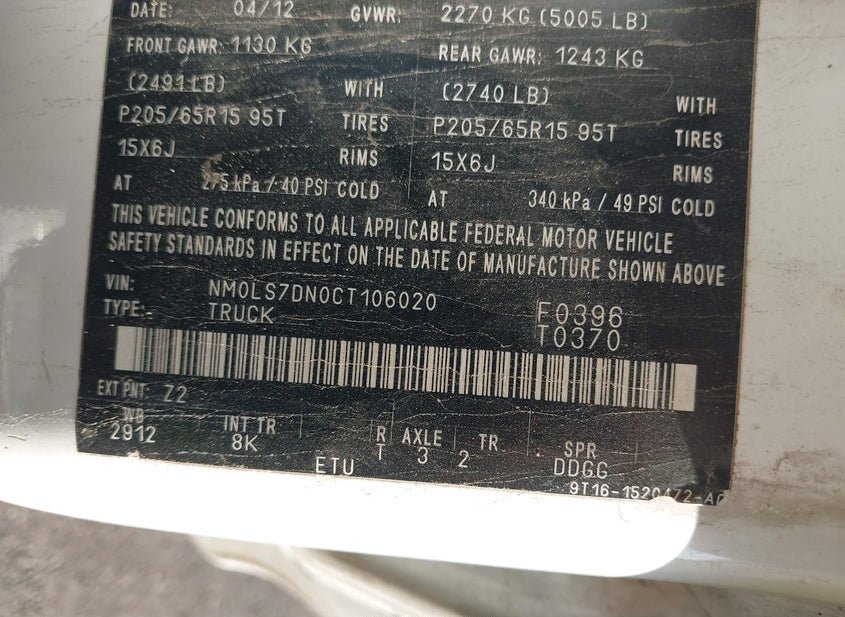 DATE: 04/12 GVWR: 2270 KG (5005 LB)
FRONT GAWR: 1130 KG REAR GAWR: 1243 KG
(2491LB) WITH (2740 LB) WITH
P205/65R15 95T TIRES P205/65R15 95T TIRES
15X6J RIMS 15X6J RIMS
AT 275 kPa / 40 PSI COLD AT 340 kPa / 49 PSI COLD
THIS VEHICLE CONFORMS TO ALL APPLICABLE FEDERAL MOTOR VEHICLE
SAFETY STANDARDS IN EFFECT ON THE DATE OF MANUFACTURE SHOWN ABOVE
VIN: NM0LS7DN0CT106020 F0396
TYPE: TRUCK T0370
EXT PNT Z2
WB INT TR R AXLE TR SPR
2912 8K T 3 2 DDGG
ETU
9T16-1520472-A